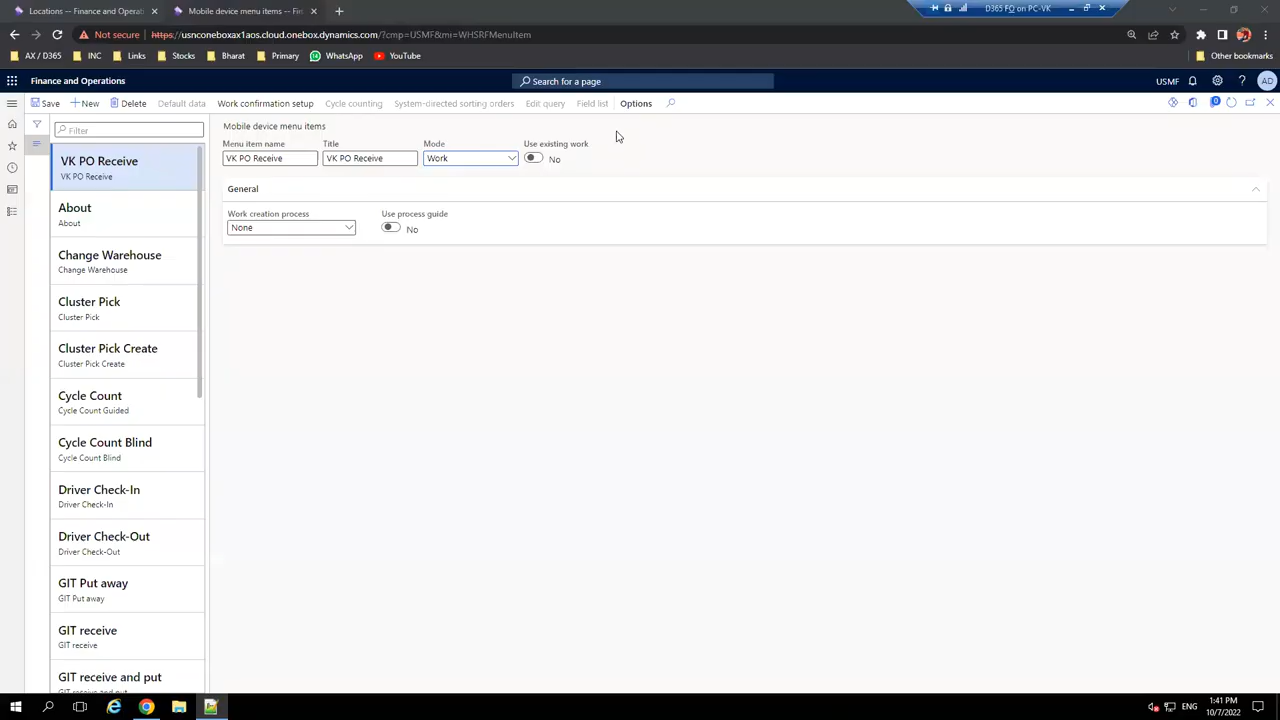 Locations -- Finance and Operati
Mobile device menu items -- Fin
D365 FO on PC-VK
Not secure
https://usnconeboxax1aos.cloud.onebox.dynamics.com/?cmp=USMF&mi=WHSRFMenuItem
AX / D365
INC
Stocks
Bharat
Links
Primary
WhatsApp
YouTube
Other bookmarks
Finance and Operations
Search for a page
USMF
?
AD
Save
New
Delete
Default data
Work confirmation setup
Cycle counting
System-directed sorting orders
Edit query
Field list
Options
0
Filter
VK PO Receive
VK PO Receive
About
About
Change Warehouse
Change Warehouse
Cluster Pick
Cluster Pick
Cluster Pick Create
Cluster Pick Create
Cycle Count
Cycle Count Guided
Cycle Count Blind
Cycle Count Blind
Driver Check-In
Driver Check-In
Driver Check-Out
Driver Check-Out
GIT Put away
GIT Put away
GIT receive
GIT receive
GIT receive and put
GIT receive and put
Mobile device menu items
Menu item name
Title
Mode
Use existing work
VK PO Receive
VK PO Receive
Work
No
General
Work creation process
Use process guide
None
No
ENG
1:41 PM
10/7/2022